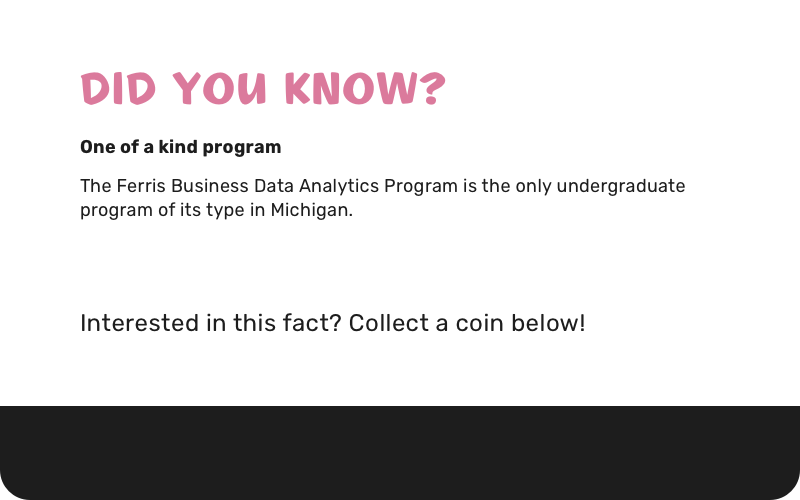 DID YOU KNOW?
One of a kind program
The Ferris Business Data Analytics Program is the only undergraduate
program of its type in Michigan.
Interested in this fact? Collect a coin below!